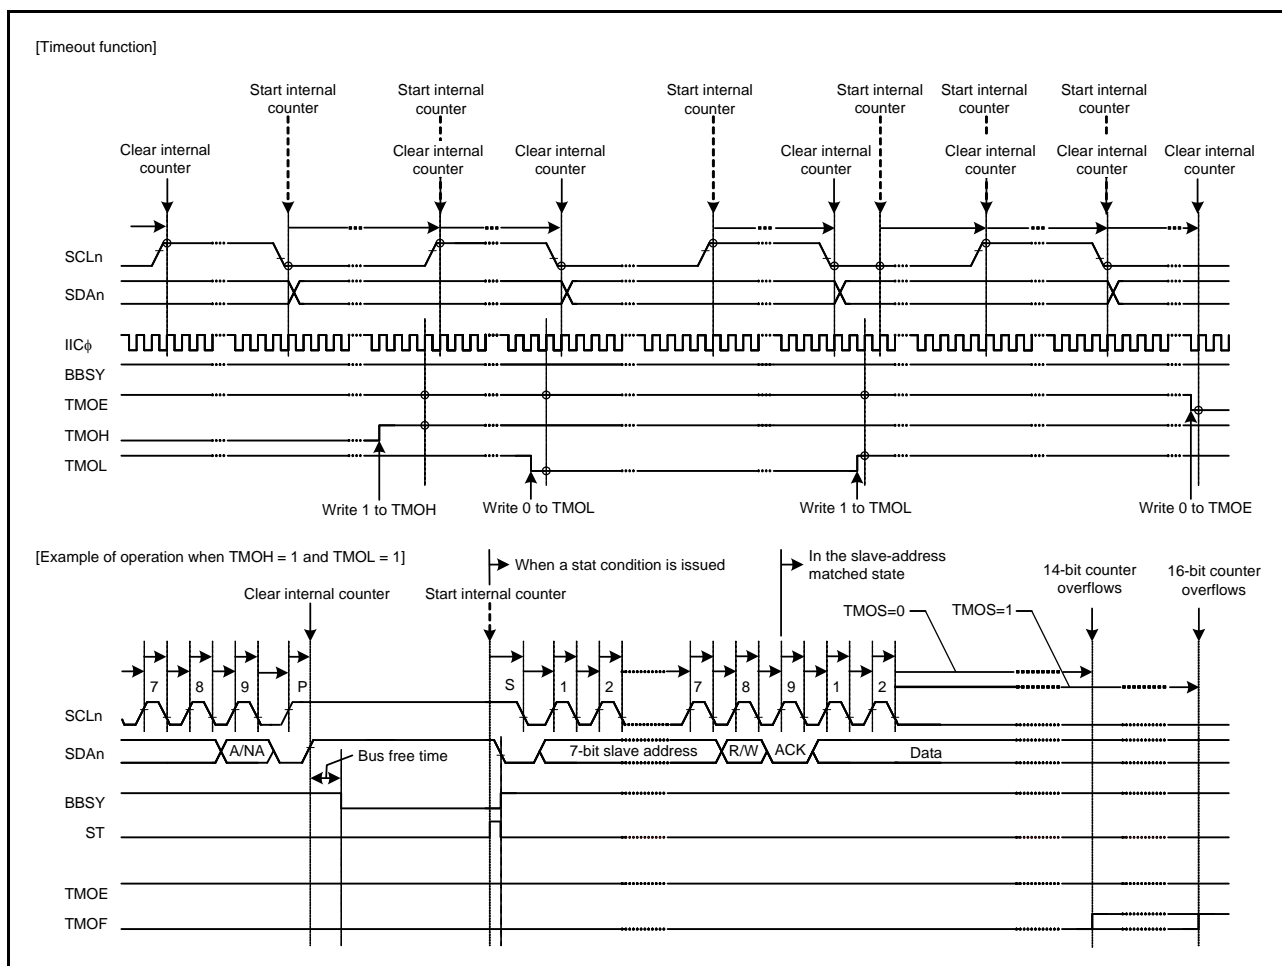 [Timeout function]
Start internal
counter
Start internal
counter
Start internal
counter
Start internal
counter
Start internal
counter
Start internal
counter
Clear internal
counter
Clear internal
counter
Clear internal
counter
Clear internal
counter
Clear internal
counter
Clear internal
counter
Clear internal
counter
SCLn
SDAn
IICϕ
BBSY
TMOE
TMOH
TMOL
Write 1 to TMOH
Write 0 to TMOL
Write 1 to TMOL
Write 0 to TMOE
[Example of operation when TMOH = 1 and TMOL = 1]
When a stat condition is issued
In the slave-address
matched state
Clear internal counter
Start internal counter
14-bit counter
overflows
16-bit counter
overflows
TMOS=0
TMOS=1
7 8 9 P S 1 2 7 8 9 1 2
SCLn
SDAn A/NA 7-bit slave address R/W ACK Data
Bus free time
BBSY
ST
TMOE
TMOF